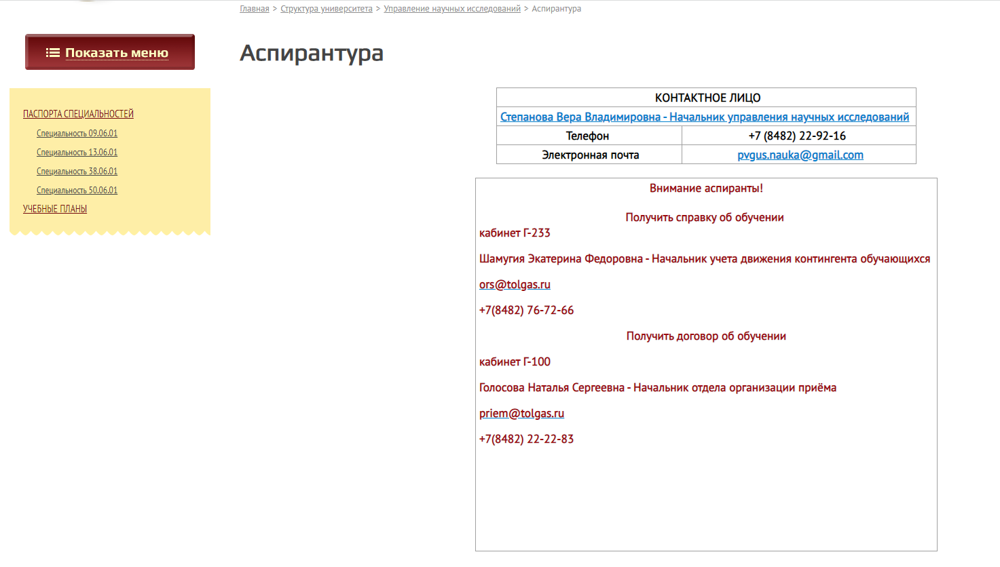 Главная > Структура университета > Управление научных исследований > Аспирантура
Показать меню
Аспирантура
ПАСПОРТА СПЕЦИАЛЬНОСТЕЙ
Специальность 09.06.01
Специальность 13.06.01
Специальность 38.06.01
Специальность 50.06.01
УЧЕБНЫЕ ПЛАНЫ
КОНТАКТНОЕ ЛИЦО
Степанова Вера Владимировна - Начальник управления научных исследований
Телефон +7 (8482) 22-92-16
Электронная почта pvgus.nauka@gmail.com
Внимание аспиранты!
Получить справку об обучении
кабинет Г-233
Шамугия Экатерина Федоровна - Начальник учета движения контингента обучающихся
ors@tolgas.ru
+7(8482) 76-72-66
Получить договор об обучении
кабинет Г-100
Голосова Наталья Сергеевна - Начальник отдела организации приёма
priem@tolgas.ru
+7(8482) 22-22-83